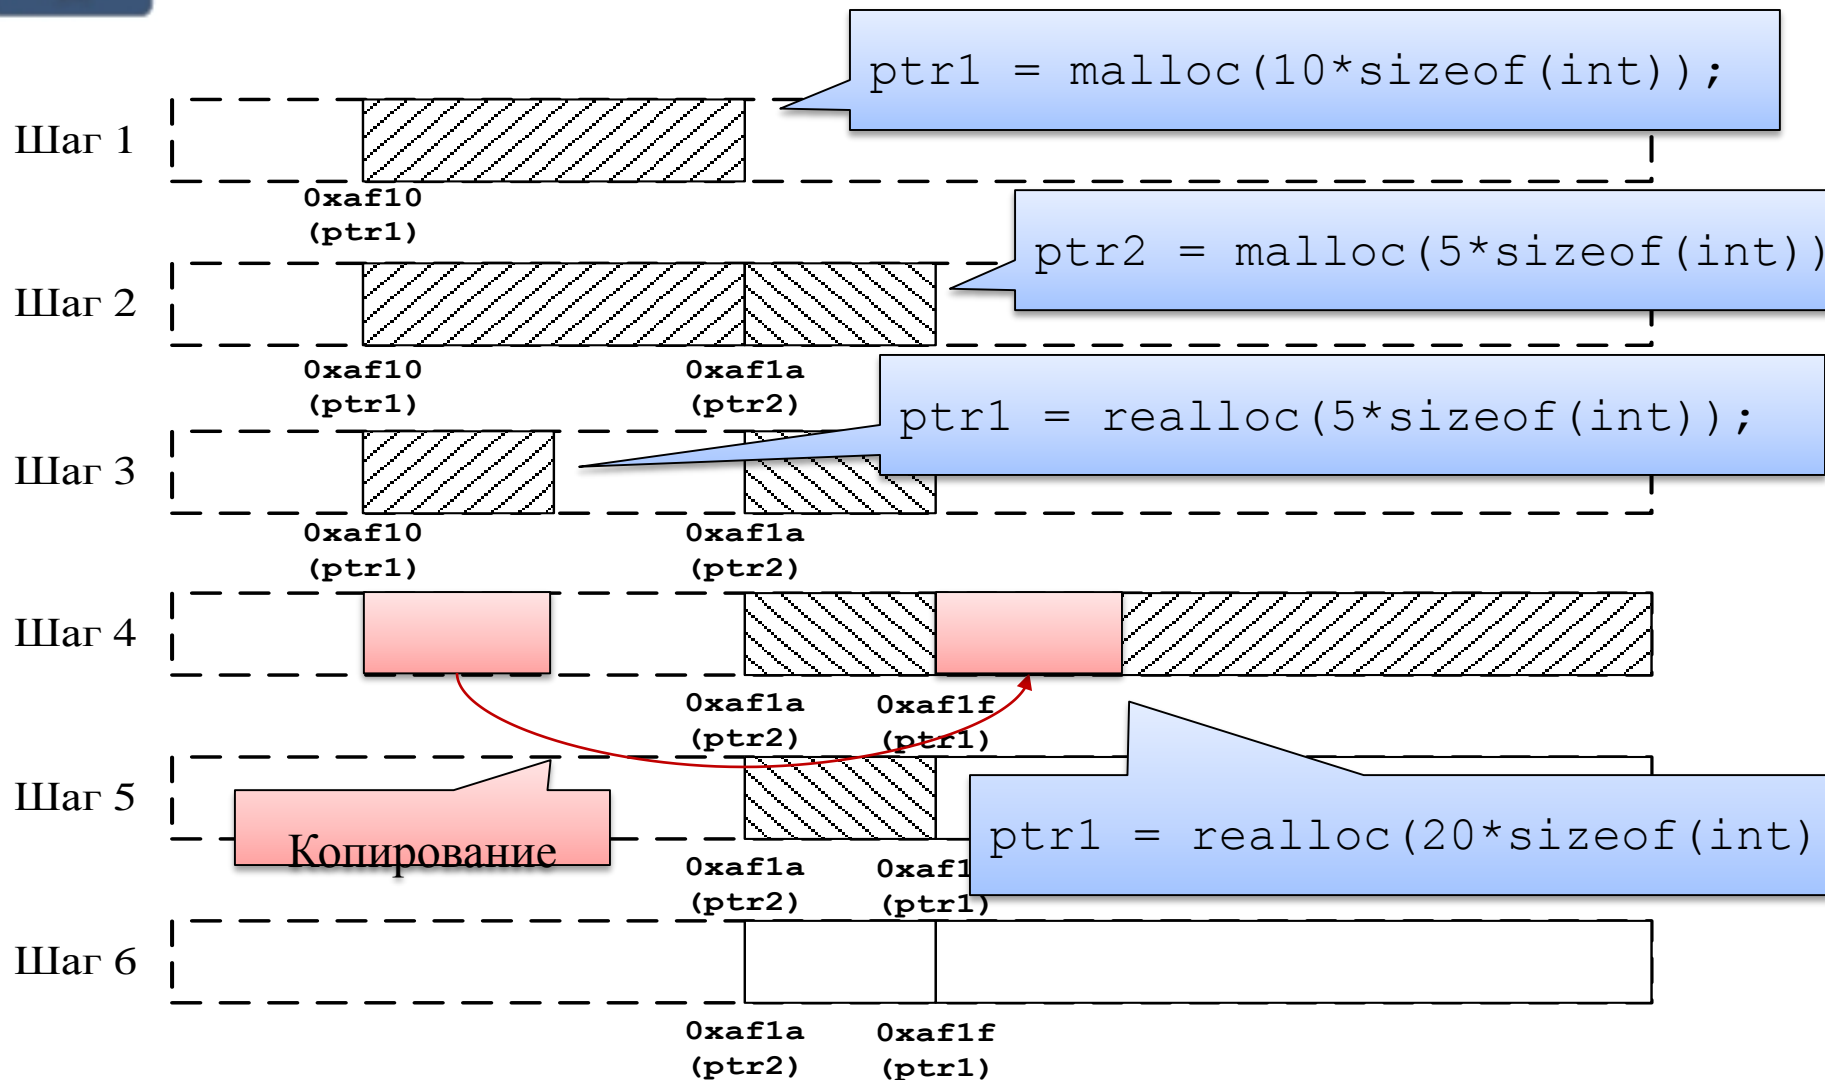 ptr1 = malloc(10*sizeof(int));
Шаг 1
0xaf10
(ptr1)
ptr2 = malloc(5*sizeof(int))
Шаг 2
0xaf10 0xaf1a
(ptr1) (ptr2)
ptr1 = realloc(5*sizeof(int));
Шаг 3
0xaf10 0xaf1a
(ptr1) (ptr2)
Шаг 4
0xaf1a 0xaf1f
(ptr2) (ptr1)
Шаг 5
ptr1 = realloc(20*sizeof(int)
Копирование
0xaf1a 0xaf1
(ptr2) (ptr1)
Шаг 6
0xaf1a 0xaf1f
(ptr2) (ptr1)